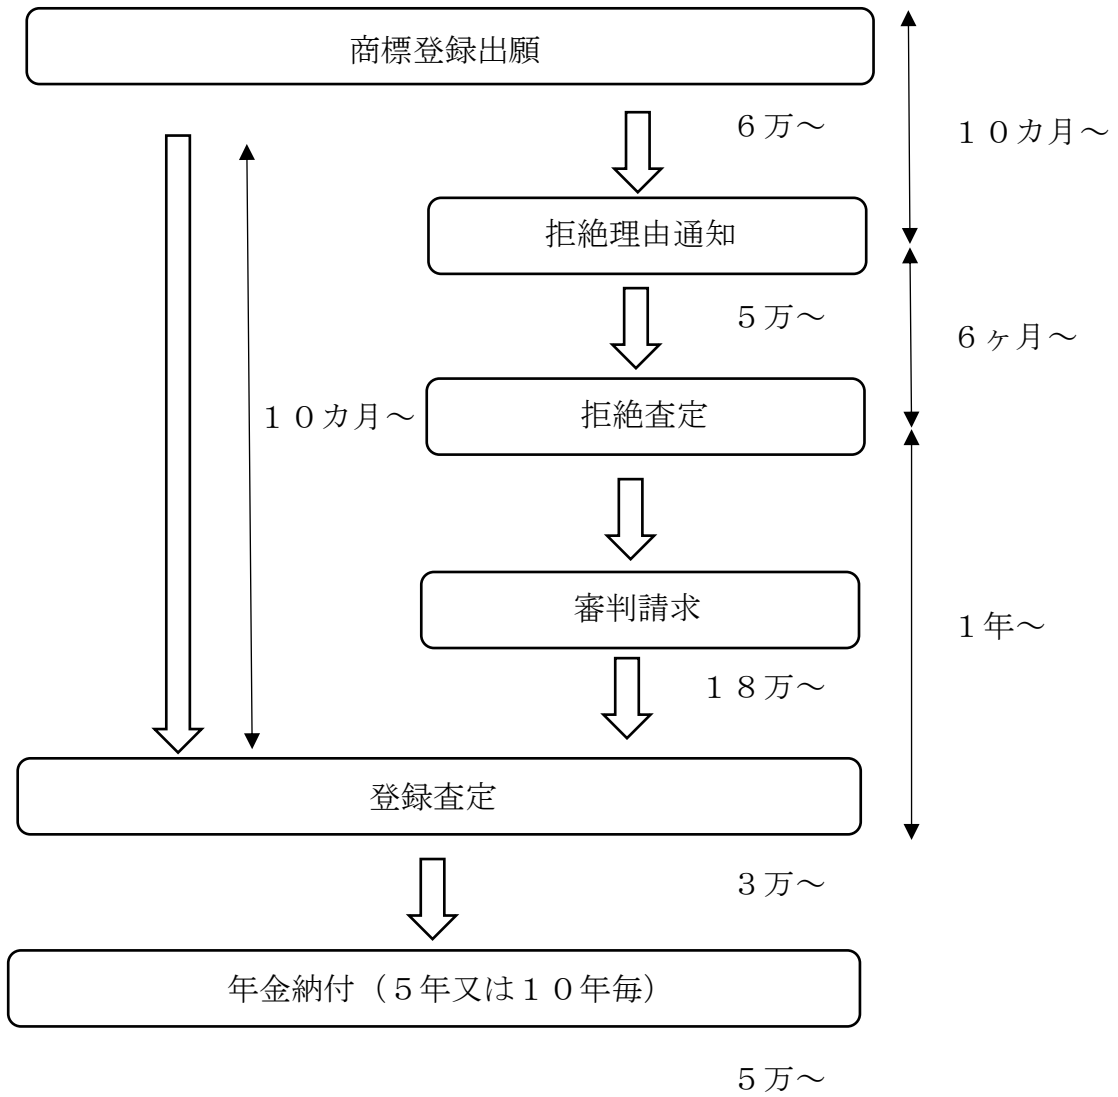 商標登録出願
６万～
１０カ月～
拒絶理由通知
５万～
６ヶ月～
１０カ月～
拒絶査定
審判請求
１年～
１８万～
登録査定
３万～
年金納付（５年又は１０年毎）
５万～